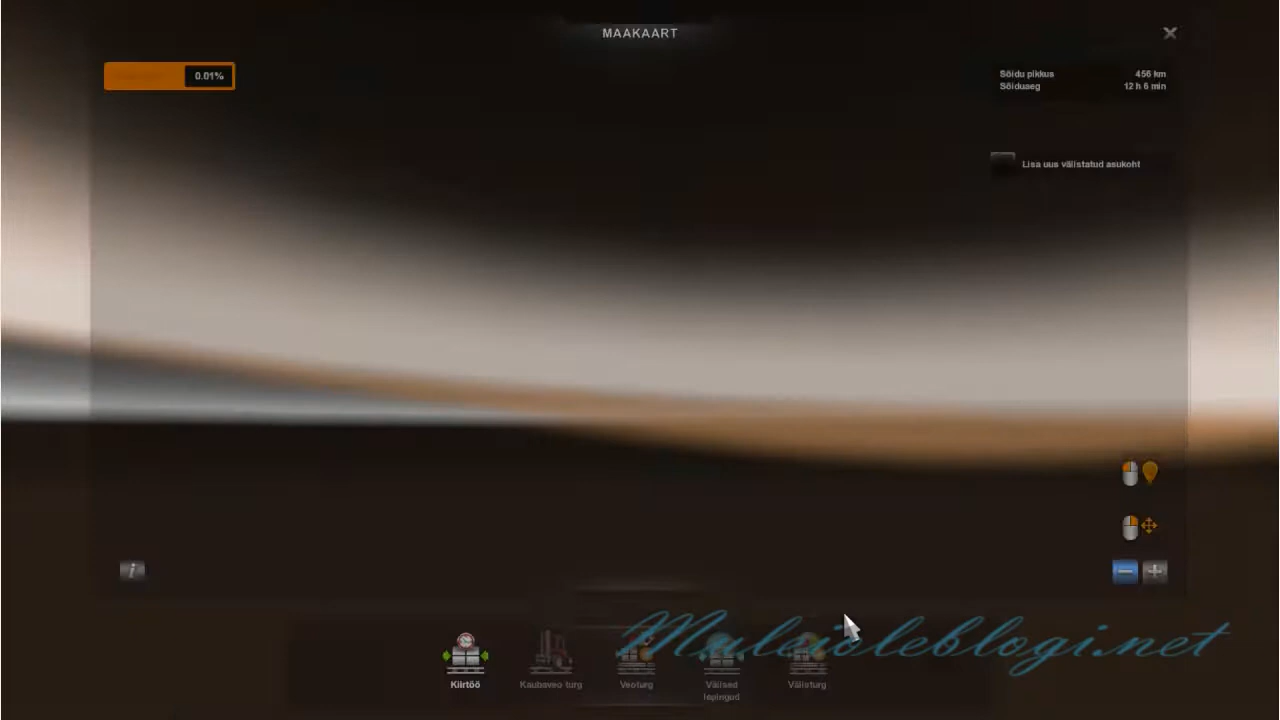 MAAKAART
0.01%
Sõidu pikkus 456 km
Sõiduaeg 12 h 6 min
Lisa uus välistatud asukoht
Kiirtöö
Kaubaveo turg
Veoturg
Välised lepingud
Välisturg
Muleioleblogi.net